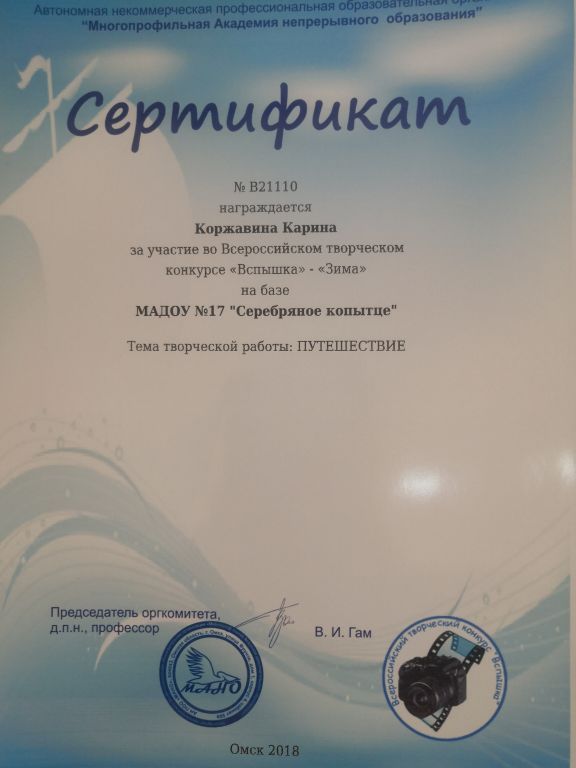 Автономная некоммерческая профессиональная образовательная
"Многопрофильная Академия непрерывного образования"
Сертификат
№ В21110
награждается
Коржавина Карина
за участие во Всероссийском творческом
конкурсе «Вспышка» - «Зима»
на базе
МАДОУ №17 "Серебряное копытце"
Тема творческой работы: ПУТЕШЕСТВИЕ
Председатель оргкомитета,
д.п.н., профессор
В. И. Гам
МАНО
Всероссийский творческий конкурс "Вспышка"
Омск 2018